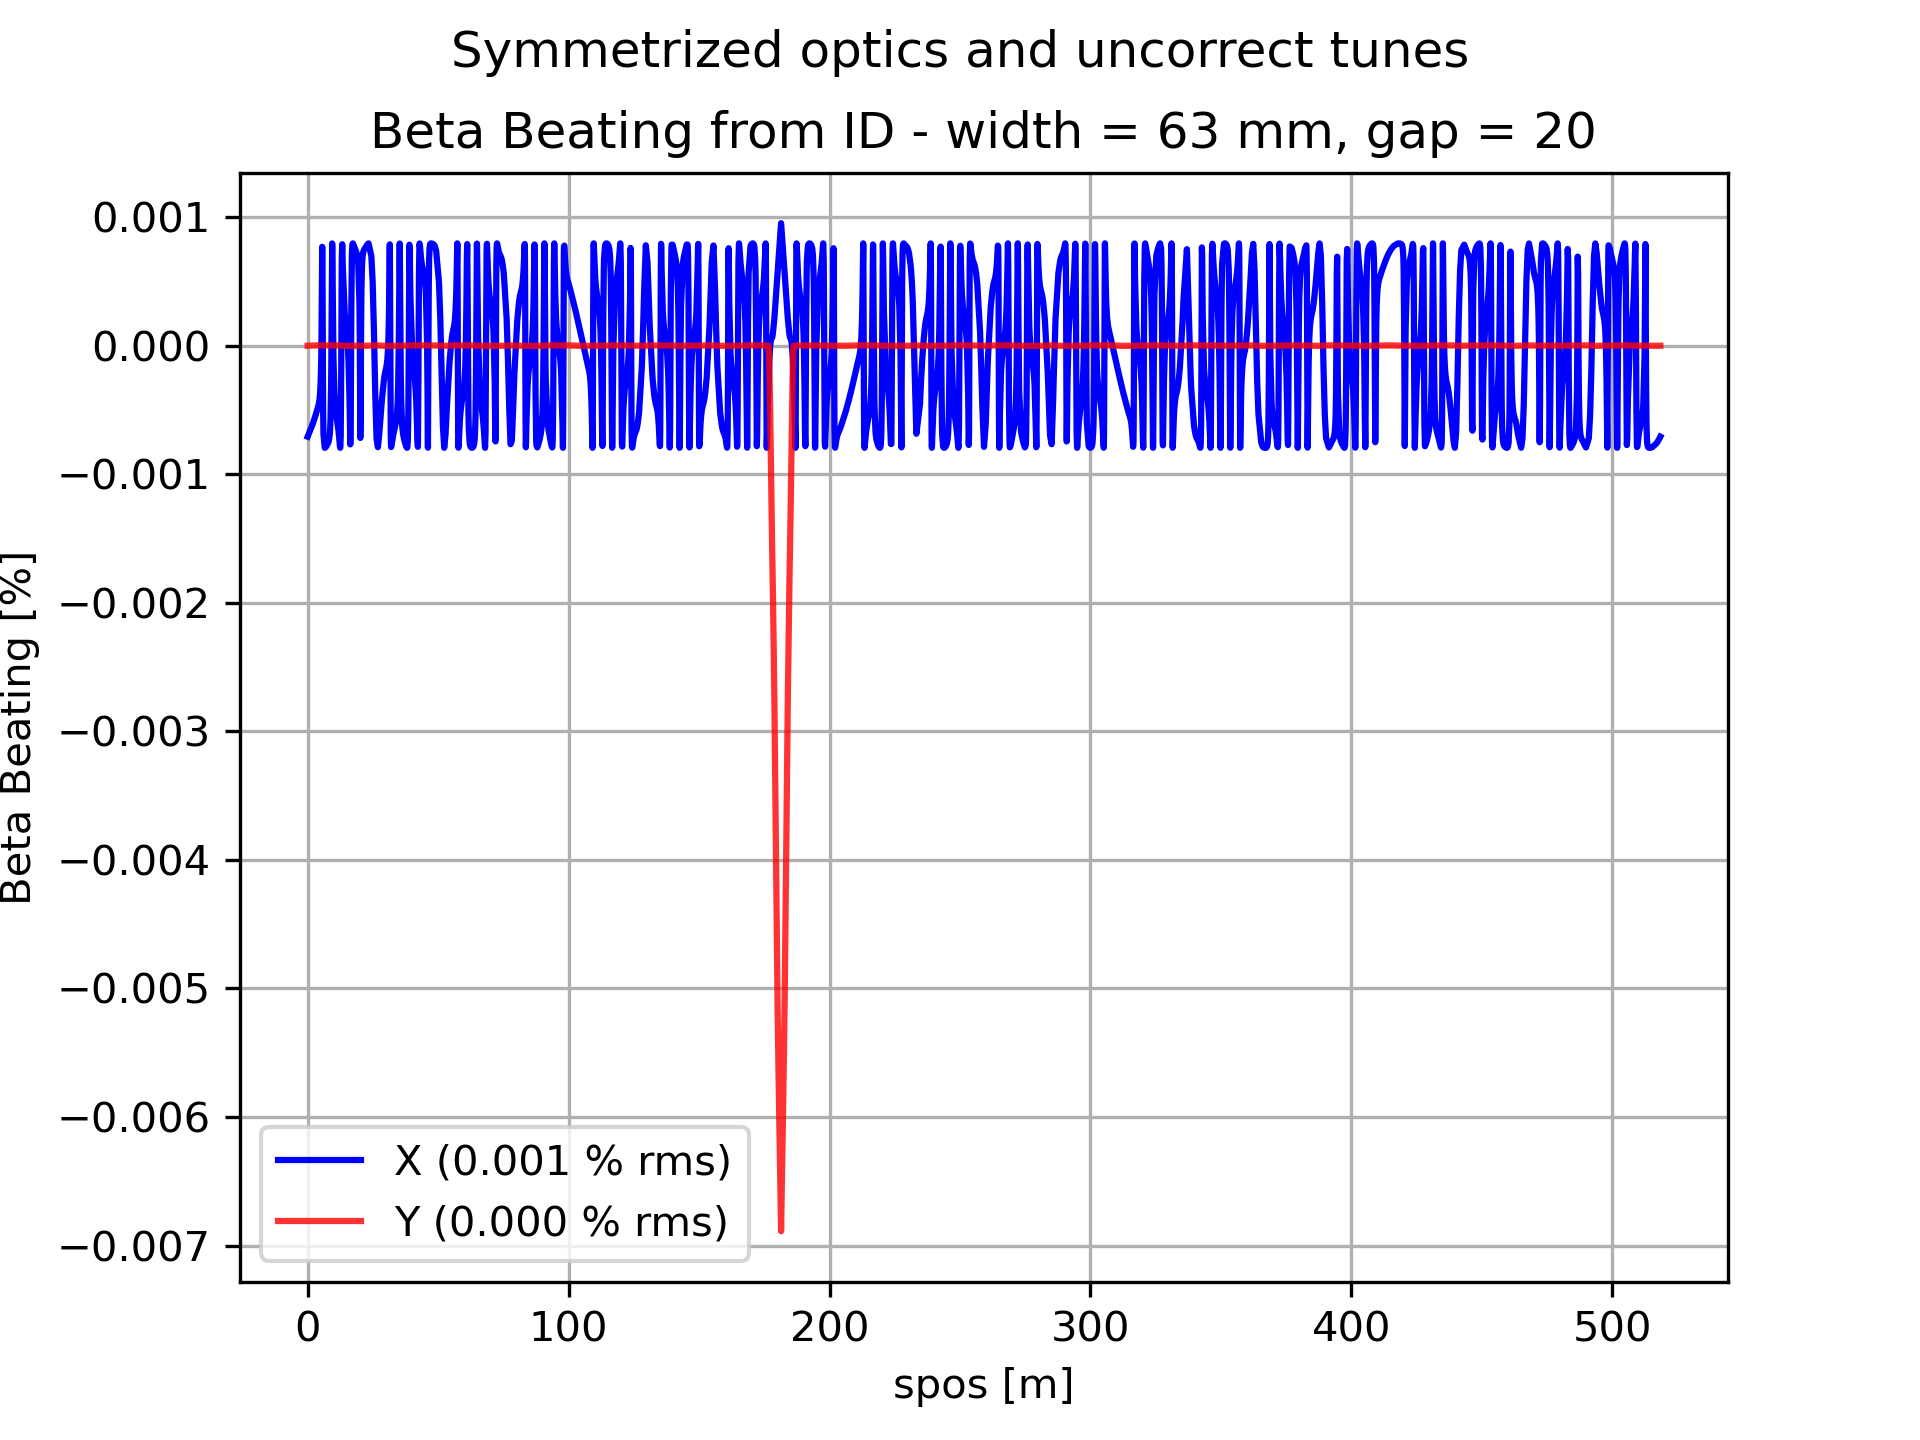 Symmetrized optics and uncorrect tunes
Beta Beating from ID - width = 63 mm, gap = 20
0.001
0.000
−0.001
−0.002
−0.003
−0.004
−0.005
−0.006
−0.007
Beta Beating [%]
X (0.001 % rms)
Y (0.000 % rms)
0 100 200 300 400 500
spos [m]